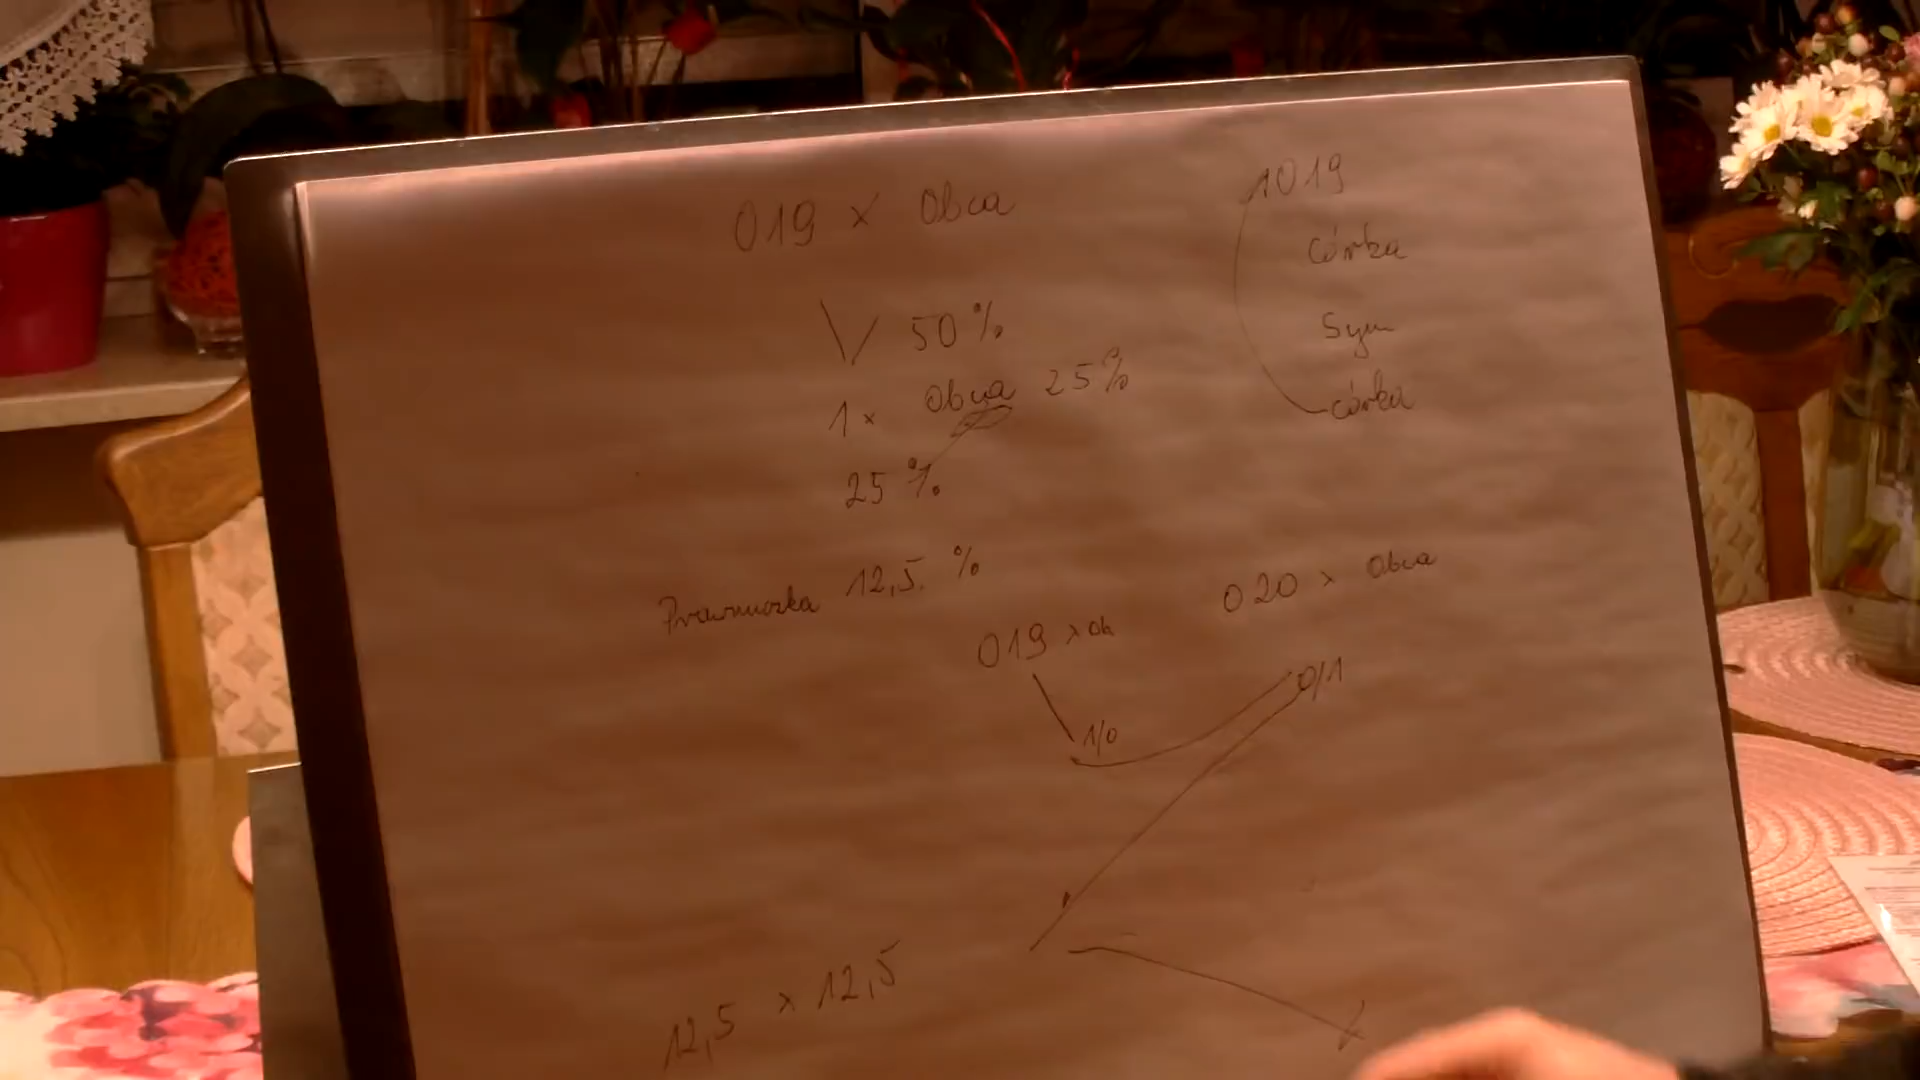 019 x Obca
1019
córka
50 %
Syn
1 x Obca 25%
córka
25 %
Prawnuczka 12,5. %
020 x Obca
019 x Ob
0/1
1/0
12,5 x 12,5